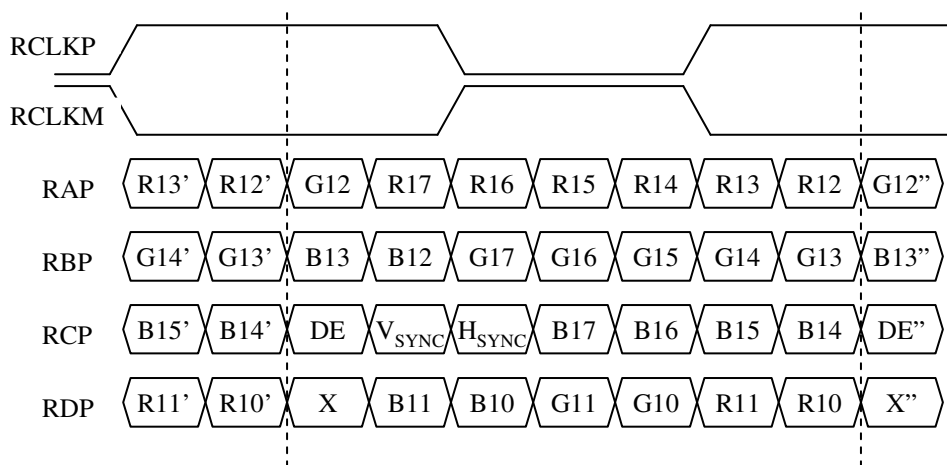 RCLKP
RCLKM
RAP R13’ R12’ G12 R17 R16 R15 R14 R13 R12 G12”
RBP G14’ G13’ B13 B12 G17 G16 G15 G14 G13 B13”
RCP B15’ B14’ DE VSYNC HSYNC B17 B16 B15 B14 DE”
RDP R11’ R10’ X B11 B10 G11 G10 R11 R10 X”